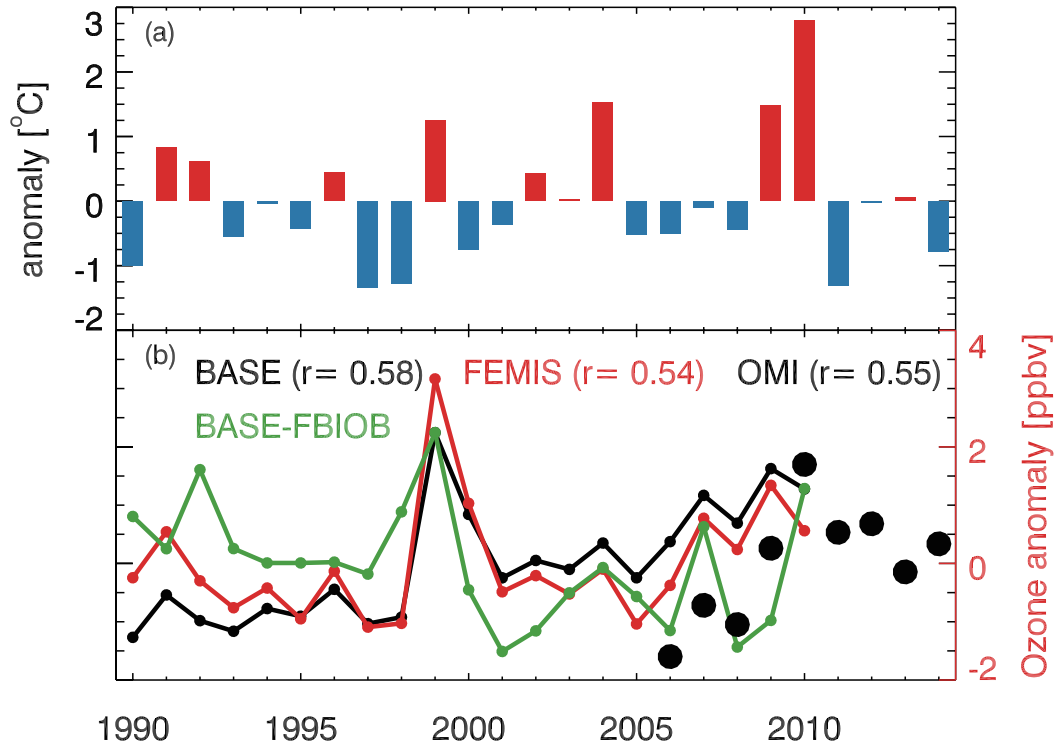 (a)
3
2
1
0
-1
-2
anomaly [°C]
(b)
BASE (r= 0.58) FEMIS (r= 0.54) OMI (r= 0.55)
BASE-FBIOB
4
2
0
-2
Ozone anomaly [ppbv]
1990 1995 2000 2005 2010